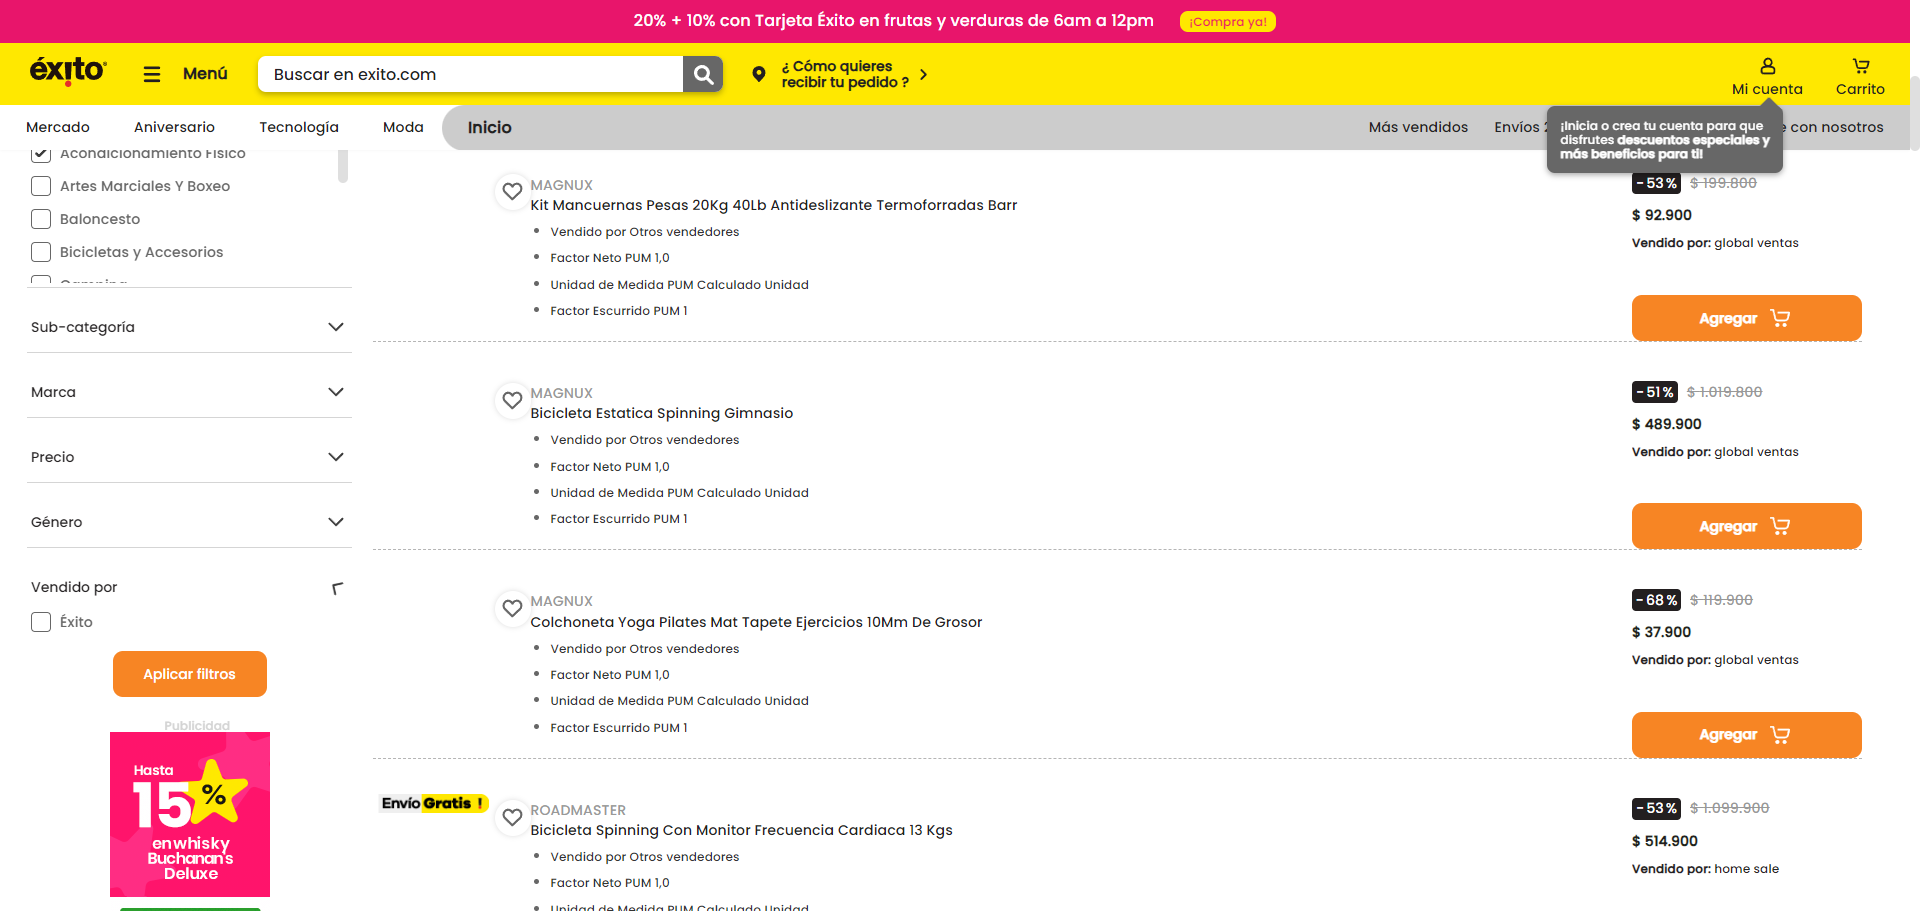 20% + 10% con Tarjeta Éxito en frutas y verduras de 6am a 12pm
¡Compra ya!
éxito
Menú
Buscar en exito.com
¿ Cómo quieres
recibir tu pedido ?
Mi cuenta
Carrito
Mercado
Aniversario
Tecnología
Moda
Inicio
Más vendidos
Envíos
e con nosotros
¡Inicia o crea tu cuenta para que
disfrutes descuentos especiales y
más beneficios para ti!
Acondicionamiento Físico
Artes Marciales Y Boxeo
Baloncesto
Bicicletas y Accesorios
Sub-categoría
Marca
Precio
Género
Vendido por
Éxito
Aplicar filtros
Publicidad
Hasta
15%
en whisky
Buchanan's
Deluxe
MAGNUX
Kit Mancuernas Pesas 20Kg 40Lb Antideslizante Termoforradas Barr
Vendido por Otros vendedores
Factor Neto PUM 1,0
Unidad de Medida PUM Calculado Unidad
Factor Escurrido PUM 1
- 53 % $ 199.800
$ 92.900
Vendido por: global ventas
Agregar
MAGNUX
Bicicleta Estatica Spinning Gimnasio
Vendido por Otros vendedores
Factor Neto PUM 1,0
Unidad de Medida PUM Calculado Unidad
Factor Escurrido PUM 1
- 51 % $ 1.019.800
$ 489.900
Vendido por: global ventas
Agregar
MAGNUX
Colchoneta Yoga Pilates Mat Tapete Ejercicios 10Mm De Grosor
Vendido por Otros vendedores
Factor Neto PUM 1,0
Unidad de Medida PUM Calculado Unidad
Factor Escurrido PUM 1
- 68 % $ 119.900
$ 37.900
Vendido por: global ventas
Agregar
Envío Gratis !
ROADMASTER
Bicicleta Spinning Con Monitor Frecuencia Cardiaca 13 Kgs
Vendido por Otros vendedores
Factor Neto PUM 1,0
Unidad de Medida PUM Calculado Unidad
- 53 % $ 1.099.900
$ 514.900
Vendido por: home sale